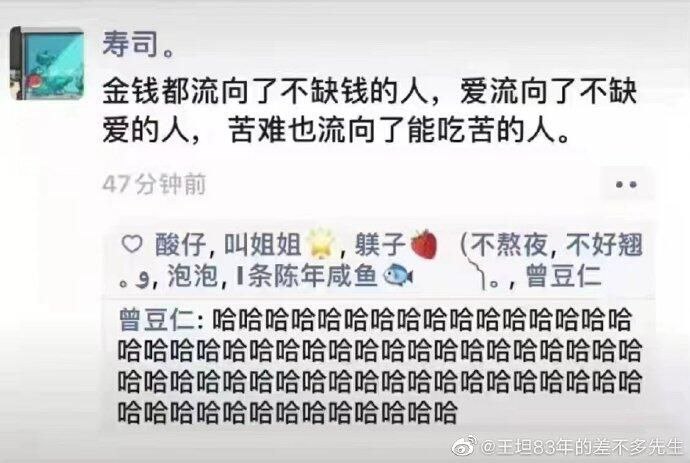 寿司。
金钱都流向了不缺钱的人，爱流向了不缺
爱的人， 苦难也流向了能吃苦的人。
47分钟前
♡ 酸仔, 叫姐姐🌟, 躾子🍓 (不熬夜, 不好翘
。و, 泡泡, I条陈年咸鱼🐟 ╮。, 曾豆仁
曾豆仁: 哈哈哈哈哈哈哈哈哈哈哈哈哈哈哈哈
哈哈哈哈哈哈哈哈哈哈哈哈哈哈哈哈哈哈哈哈
哈哈哈哈哈哈哈哈哈哈哈哈哈哈哈哈哈哈哈哈
哈哈哈哈哈哈哈哈哈哈哈哈哈
@王坦83年的差不多先生